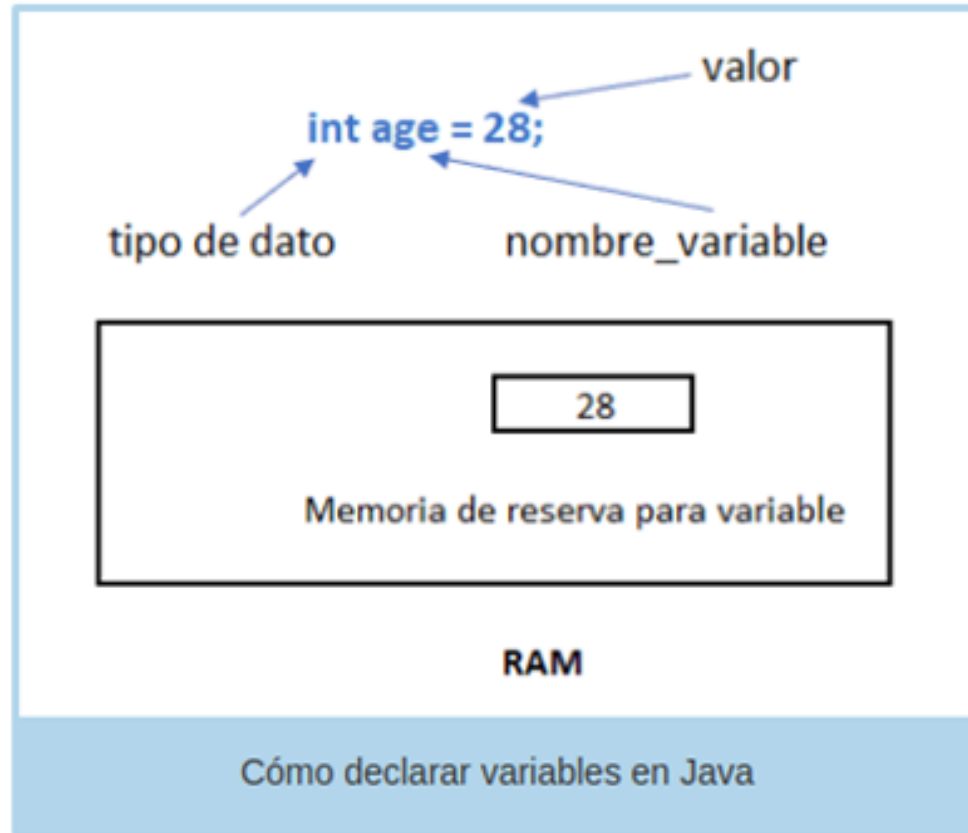 valor
int age = 28;
tipo de dato
nombre_variable
28
Memoria de reserva para variable
RAM
Cómo declarar variables en Java